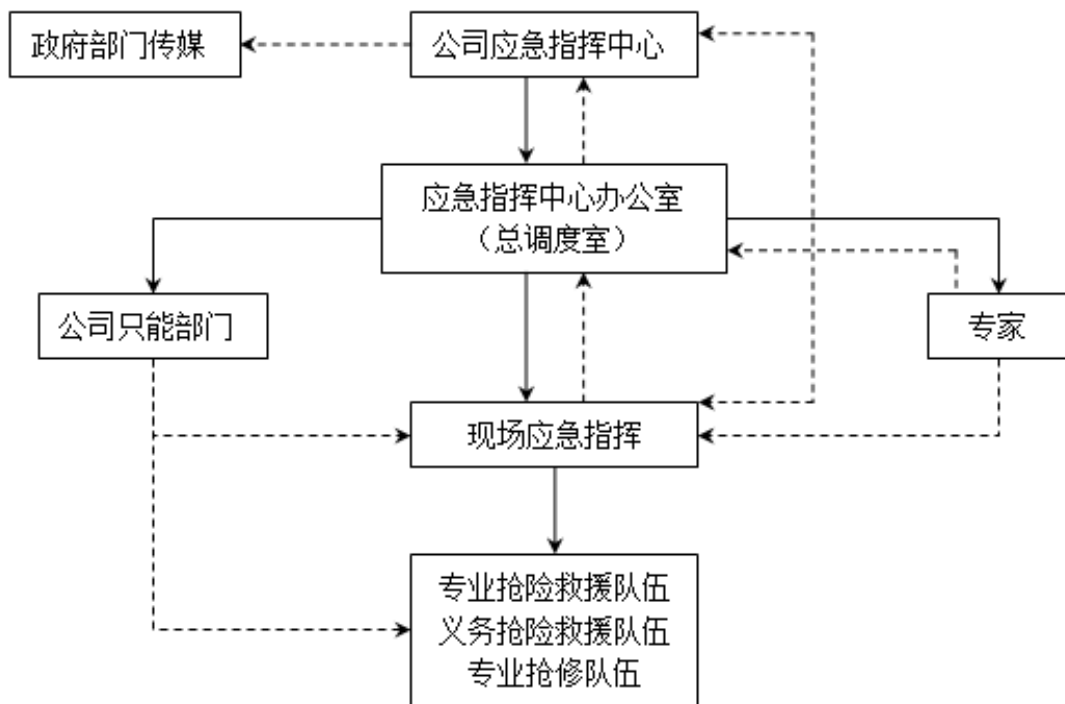 政府部门传媒
公司应急指挥中心
应急指挥中心办公室
（总调度室）
公司只能部门
专家
现场应急指挥
专业抢险救援队伍
义务抢险救援队伍
专业抢修队伍